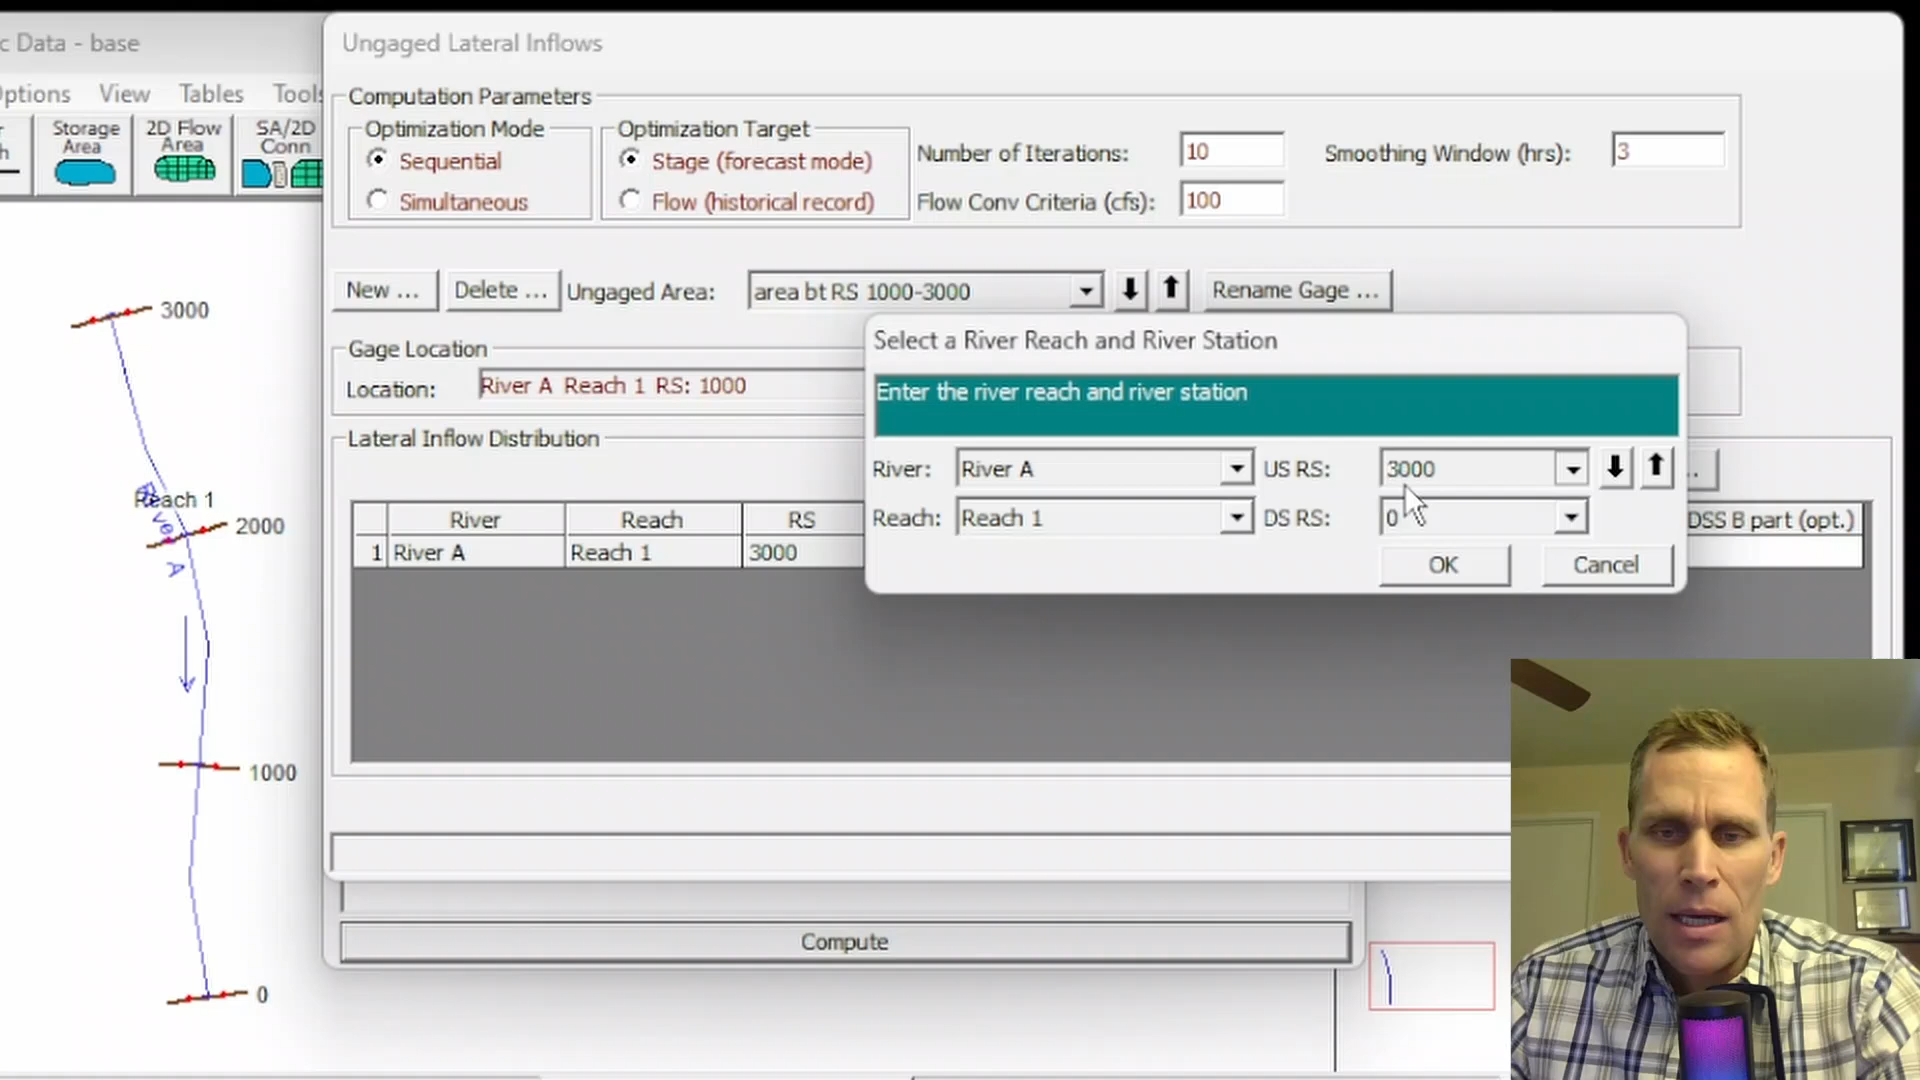 c Data - base
Ungaged Lateral Inflows
ptions View Tables Tools
Storage Area
2D Flow Area
SA/2D Conn
Computation Parameters
Optimization Mode
Sequential
Simultaneous
Optimization Target
Stage (forecast mode)
Flow (historical record)
Number of Iterations: 10
Smoothing Window (hrs): 3
Flow Conv Criteria (cfs): 100
New ... Delete ... Ungaged Area: area bt RS 1000-3000 Rename Gage ...
Gage Location
Location: River A Reach 1 RS: 1000
Lateral Inflow Distribution
River Reach RS DSS B part (opt.)
1 River A Reach 1 3000
Select a River Reach and River Station
Enter the river reach and river station
River: River A US RS: 3000
Reach: Reach 1 DS RS: 0
OK Cancel
Compute
3000
Reach 1
River A
2000
1000
0